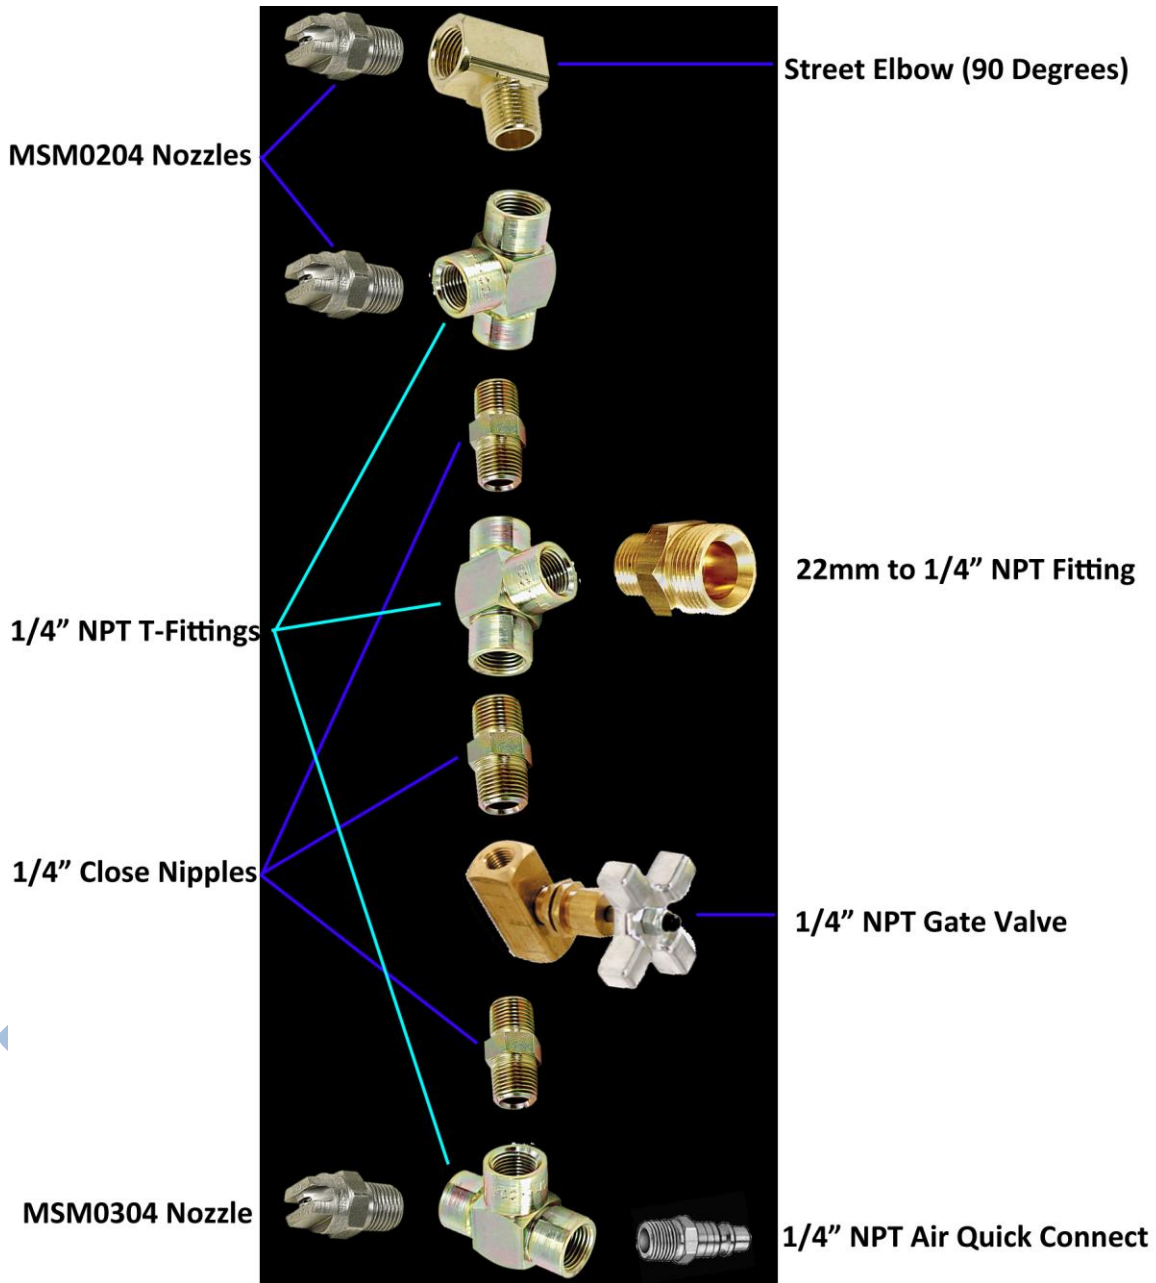 Street Elbow (90 Degrees)
MSM0204 Nozzles
22mm to 1/4” NPT Fitting
1/4” NPT T-Fittings
1/4” Close Nipples
1/4” NPT Gate Valve
MSM0304 Nozzle
1/4” NPT Air Quick Connect